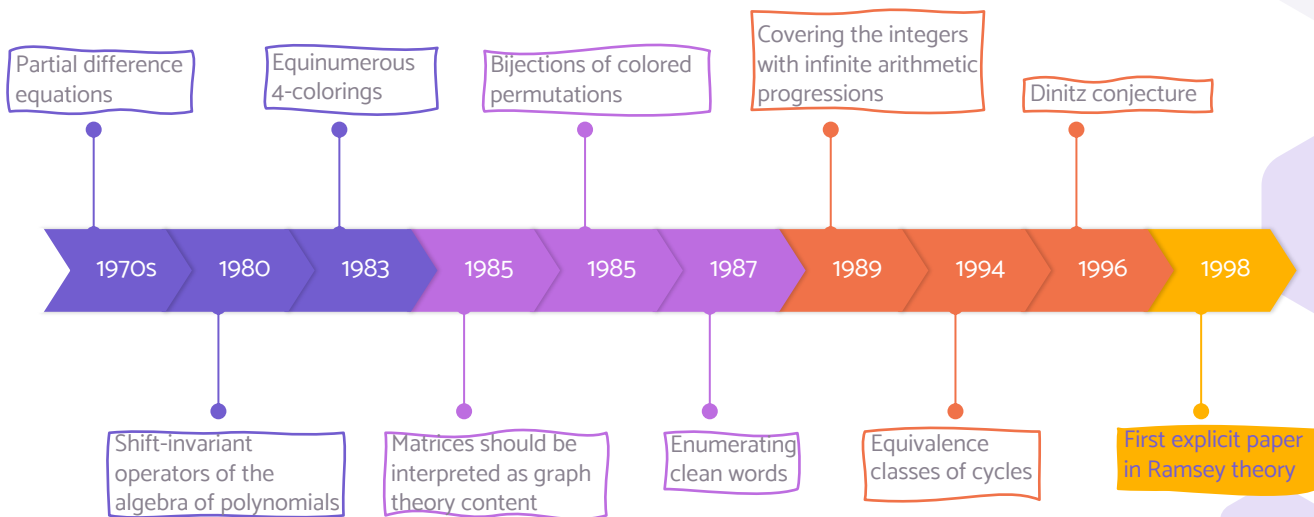 Partial difference
equations
Equinumerous
4-colorings
Bijections of colored
permutations
Covering the integers
with infinite arithmetic
progressions
Dinitz conjecture
1970s
1980
1983
1985
1985
1987
1989
1994
1996
1998
Shift-invariant
operators of the
algebra of polynomials
Matrices should be
interpreted as graph
theory content
Enumerating
clean words
Equivalence
classes of cycles
First explicit paper
in Ramsey theory